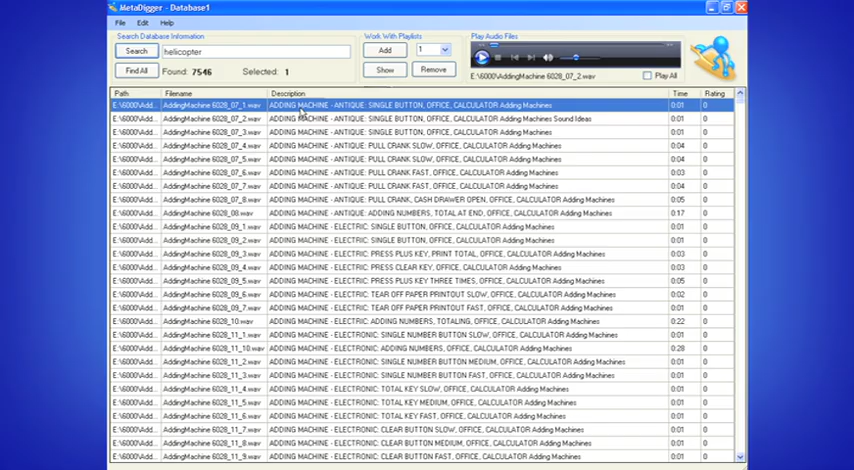 MetaDigger - Database1
File Edit Help
Search Database Information Work With Playlists Play Audio Files
Search helicopter Add 1
Find All Found: 7546 Selected: 1 Show Remove E:\6000\AddingMachine 6028_07_2.wav Play All
Path Filename Description Time Rating
E:\6000\Add... AddingMachine 6028_07_1.wav ADDING MACHINE - ANTIQUE: SINGLE BUTTON, OFFICE, CALCULATOR Adding Machines 0:01 0
E:\6000\Add... AddingMachine 6028_07_2.wav ADDING MACHINE - ANTIQUE: SINGLE BUTTON, OFFICE, CALCULATOR Adding Machines Sound Ideas 0:01 0
E:\6000\Add... AddingMachine 6028_07_3.wav ADDING MACHINE - ANTIQUE: SINGLE BUTTON, OFFICE, CALCULATOR Adding Machines 0:01 0
E:\6000\Add... AddingMachine 6028_07_4.wav ADDING MACHINE - ANTIQUE: PULL CRANK SLOW, OFFICE, CALCULATOR Adding Machines 0:04 0
E:\6000\Add... AddingMachine 6028_07_5.wav ADDING MACHINE - ANTIQUE: PULL CRANK SLOW, OFFICE, CALCULATOR Adding Machines 0:04 0
E:\6000\Add... AddingMachine 6028_07_6.wav ADDING MACHINE - ANTIQUE: PULL CRANK FAST, OFFICE, CALCULATOR Adding Machines 0:03 0
E:\6000\Add... AddingMachine 6028_07_7.wav ADDING MACHINE - ANTIQUE: PULL CRANK FAST, OFFICE, CALCULATOR Adding Machines 0:04 0
E:\6000\Add... AddingMachine 6028_07_8.wav ADDING MACHINE - ANTIQUE: PULL CRANK, CASH DRAWER OPEN, OFFICE, CALCULATOR Adding Machines 0:05 0
E:\6000\Add... AddingMachine 6028_08.wav ADDING MACHINE - ANTIQUE: ADDING NUMBERS, TOTAL AT END, OFFICE, CALCULATOR Adding Machines 0:17 0
E:\6000\Add... AddingMachine 6028_09_1.wav ADDING MACHINE - ELECTRIC: SINGLE BUTTON, OFFICE, CALCULATOR Adding Machines 0:01 0
E:\6000\Add... AddingMachine 6028_09_2.wav ADDING MACHINE - ELECTRIC: SINGLE BUTTON, OFFICE, CALCULATOR Adding Machines 0:01 0
E:\6000\Add... AddingMachine 6028_09_3.wav ADDING MACHINE - ELECTRIC: PRESS PLUS KEY, PRINT TOTAL, OFFICE, CALCULATOR Adding Machines 0:03 0
E:\6000\Add... AddingMachine 6028_09_4.wav ADDING MACHINE - ELECTRIC: PRESS CLEAR KEY, OFFICE, CALCULATOR Adding Machines 0:03 0
E:\6000\Add... AddingMachine 6028_09_5.wav ADDING MACHINE - ELECTRIC: PRESS PLUS KEY THREE TIMES, OFFICE, CALCULATOR Adding Machines 0:05 0
E:\6000\Add... AddingMachine 6028_09_6.wav ADDING MACHINE - ELECTRIC: TEAR OFF PAPER PRINTOUT SLOW, OFFICE, CALCULATOR Adding Machines 0:02 0
E:\6000\Add... AddingMachine 6028_09_7.wav ADDING MACHINE - ELECTRIC: TEAR OFF PAPER PRINTOUT FAST, OFFICE, CALCULATOR Adding Machines 0:01 0
E:\6000\Add... AddingMachine 6028_10.wav ADDING MACHINE - ELECTRIC: ADDING NUMBERS, TOTALING, OFFICE, CALCULATOR Adding Machines 0:22 0
E:\6000\Add... AddingMachine 6028_11_1.wav ADDING MACHINE - ELECTRONIC: SINGLE NUMBER BUTTON SLOW, OFFICE, CALCULATOR Adding Machines 0:01 0
E:\6000\Add... AddingMachine 6028_11_10.wav ADDING MACHINE - ELECTRONIC: ADDING NUMBERS, OFFICE, CALCULATOR Adding Machines 0:28 0
E:\6000\Add... AddingMachine 6028_11_2.wav ADDING MACHINE - ELECTRONIC: SINGLE NUMBER BUTTON MEDIUM, OFFICE, CALCULATOR Adding Machines 0:01 0
E:\6000\Add... AddingMachine 6028_11_3.wav ADDING MACHINE - ELECTRONIC: SINGLE NUMBER BUTTON FAST, OFFICE, CALCULATOR Adding Machines 0:01 0
E:\6000\Add... AddingMachine 6028_11_4.wav ADDING MACHINE - ELECTRONIC: TOTAL KEY SLOW, OFFICE, CALCULATOR Adding Machines 0:01 0
E:\6000\Add... AddingMachine 6028_11_5.wav ADDING MACHINE - ELECTRONIC: TOTAL KEY MEDIUM, OFFICE, CALCULATOR Adding Machines 0:01 0
E:\6000\Add... AddingMachine 6028_11_6.wav ADDING MACHINE - ELECTRONIC: TOTAL KEY FAST, OFFICE, CALCULATOR Adding Machines 0:01 0
E:\6000\Add... AddingMachine 6028_11_7.wav ADDING MACHINE - ELECTRONIC: CLEAR BUTTON SLOW, OFFICE, CALCULATOR Adding Machines 0:01 0
E:\6000\Add... AddingMachine 6028_11_8.wav ADDING MACHINE - ELECTRONIC: CLEAR BUTTON MEDIUM, OFFICE, CALCULATOR Adding Machines 0:01 0
E:\6000\Add... AddingMachine 6028_11_9.wav ADDING MACHINE - ELECTRONIC: CLEAR BUTTON FAST, OFFICE, CALCULATOR Adding Machines 0:01 0